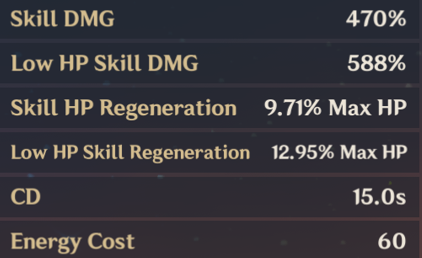 Skill DMG 470%
Low HP Skill DMG 588%
Skill HP Regeneration 9.71% Max HP
Low HP Skill Regeneration 12.95% Max HP
CD 15.0s
Energy Cost 60